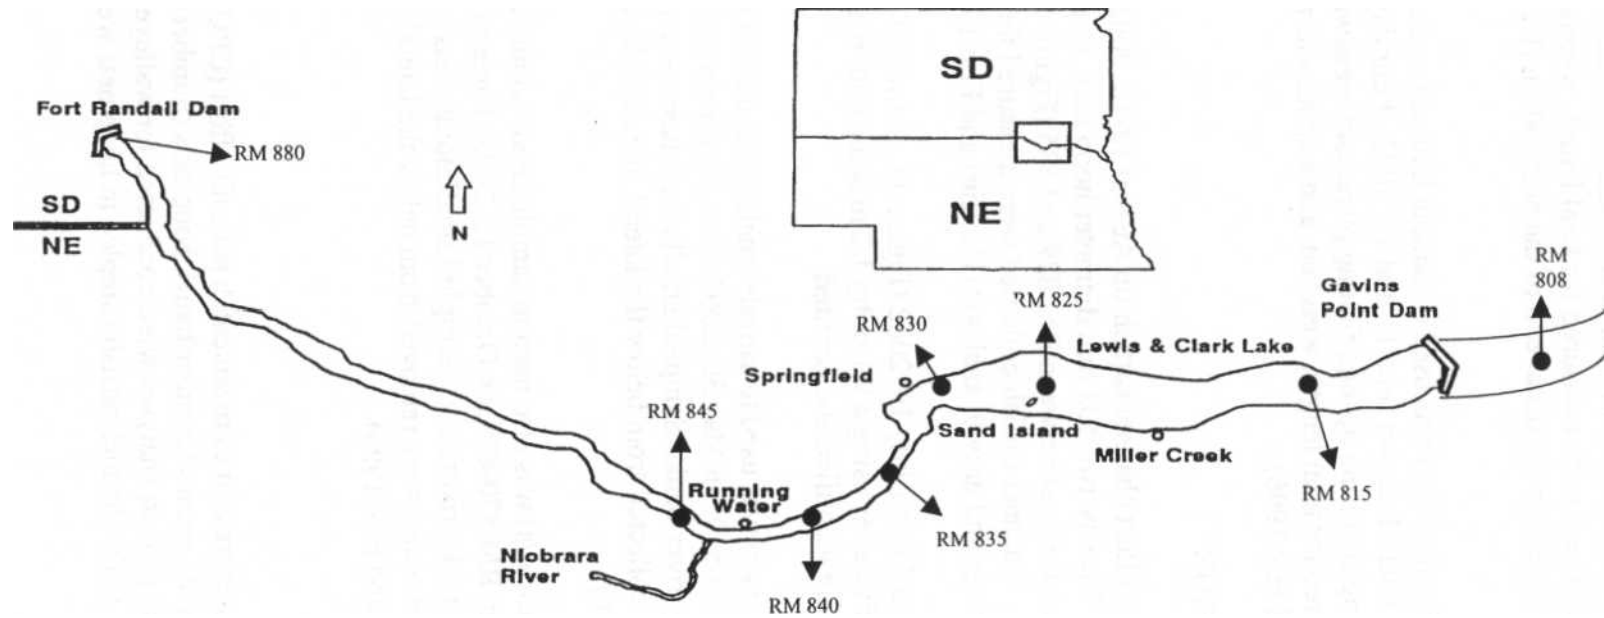 SD
NE
Fort Randall Dam
RM 880
SD
NE
N
RM
808
Gavins
Point Dam
RM 825
RM 830
Lewis & Clark Lake
Springfield
RM 845
Sand Island
Miller Creek
Running
Water
RM 815
RM 835
Niobrara
River
RM 840